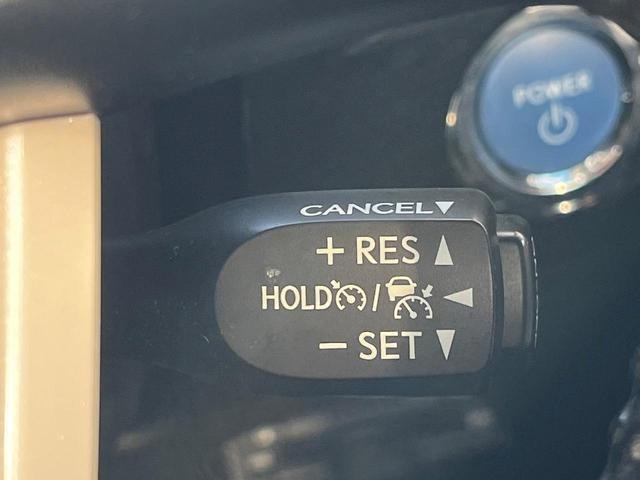 POWER
CANCEL▼
+ RES ▲
HOLD / ◀
− SET ▼